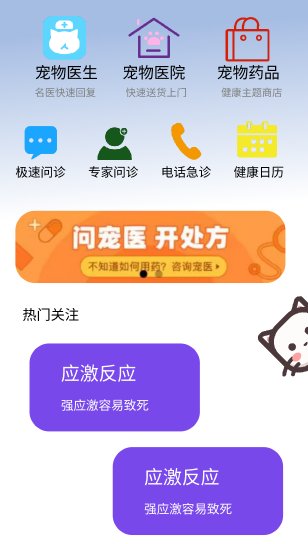 宠物医生 宠物医院 宠物药品
名医快速回复 快速送货上门 健康主题商店
极速问诊 专家问诊 电话急诊 健康日历
问宠医 开处方
不知道如何用药？咨询宠医
热门关注
应激反应
强应激容易致死
应激反应
强应激容易致死